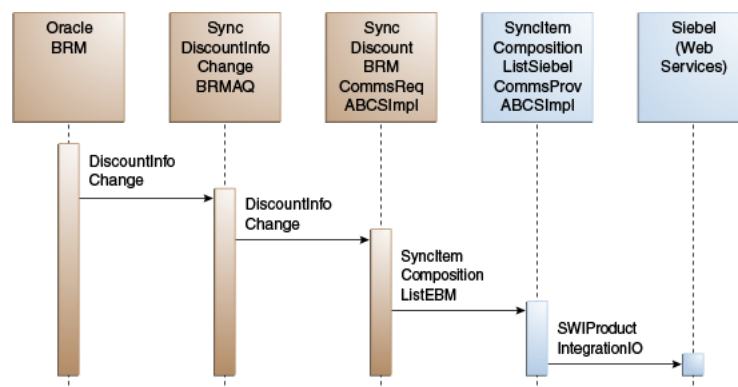 Oracle
BRM
Sync
DiscountInfo
Change
BRMAQ
Sync
Discount
BRM
CommsReq
ABCSImpl
SyncItem
Composition
ListSiebel
CommsProv
ABCSImpl
Siebel
(Web
Services)
DiscountInfo
Change
DiscountInfo
Change
SyncItem
Composition
ListEBM
SWIProduct
IntegrationIO